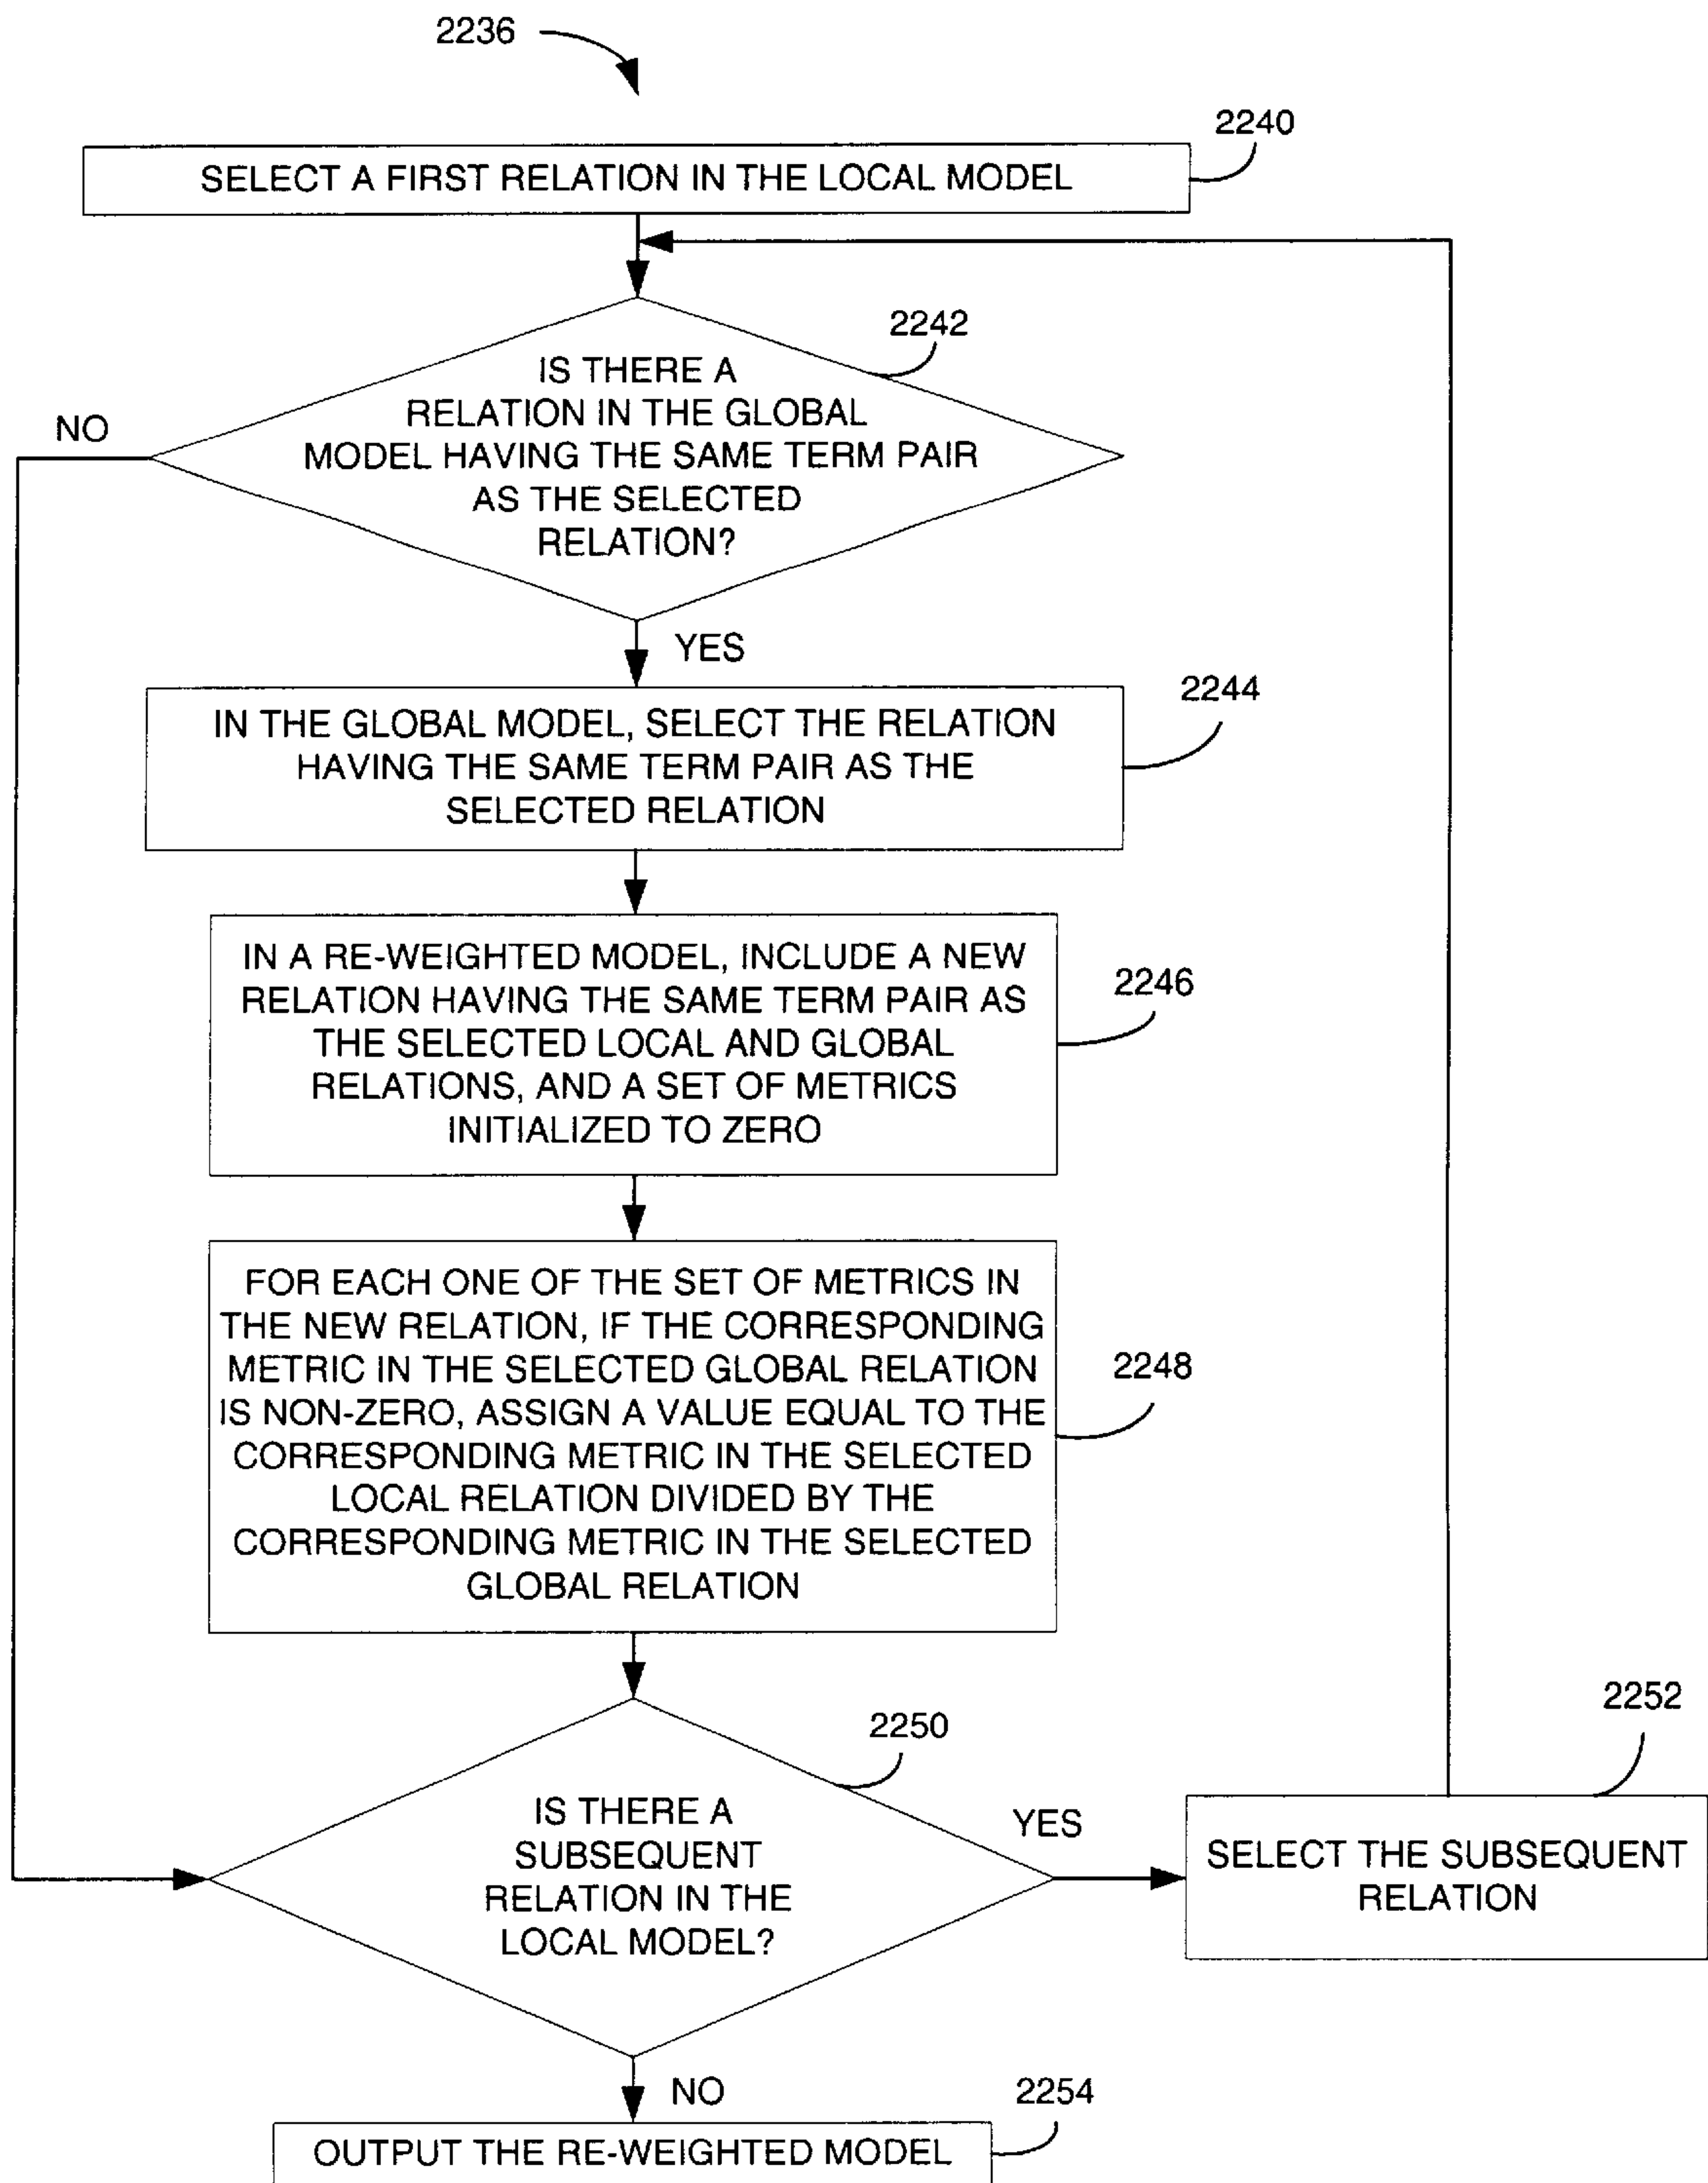 2236
2240
SELECT A FIRST RELATION IN THE LOCAL MODEL
2242
IS THERE A
RELATION IN THE GLOBAL
MODEL HAVING THE SAME TERM PAIR
AS THE SELECTED
RELATION?
NO
YES
2244
IN THE GLOBAL MODEL, SELECT THE RELATION
HAVING THE SAME TERM PAIR AS THE
SELECTED RELATION
2246
IN A RE-WEIGHTED MODEL, INCLUDE A NEW
RELATION HAVING THE SAME TERM PAIR AS
THE SELECTED LOCAL AND GLOBAL
RELATIONS, AND A SET OF METRICS
INITIALIZED TO ZERO
2248
FOR EACH ONE OF THE SET OF METRICS IN
THE NEW RELATION, IF THE CORRESPONDING
METRIC IN THE SELECTED GLOBAL RELATION
IS NON-ZERO, ASSIGN A VALUE EQUAL TO THE
CORRESPONDING METRIC IN THE SELECTED
LOCAL RELATION DIVIDED BY THE
CORRESPONDING METRIC IN THE SELECTED
GLOBAL RELATION
2250
IS THERE A
SUBSEQUENT
RELATION IN THE
LOCAL MODEL?
YES
2252
SELECT THE SUBSEQUENT
RELATION
NO
2254
OUTPUT THE RE-WEIGHTED MODEL